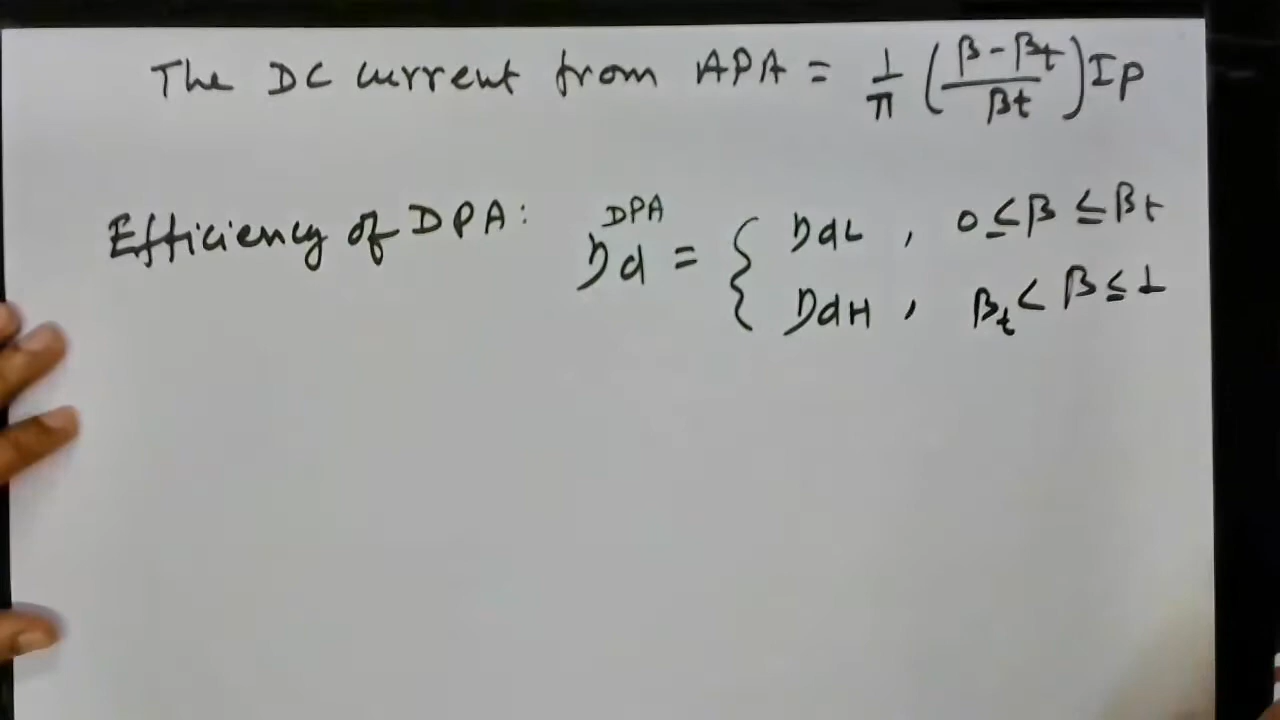 The DC current from APA = 1/π ((β - βt)/βt) Ip
Efficiency of DPA: ηd^DPA = { ηdL , 0 ≤ β ≤ βt
ηdH , βt < β ≤ 1